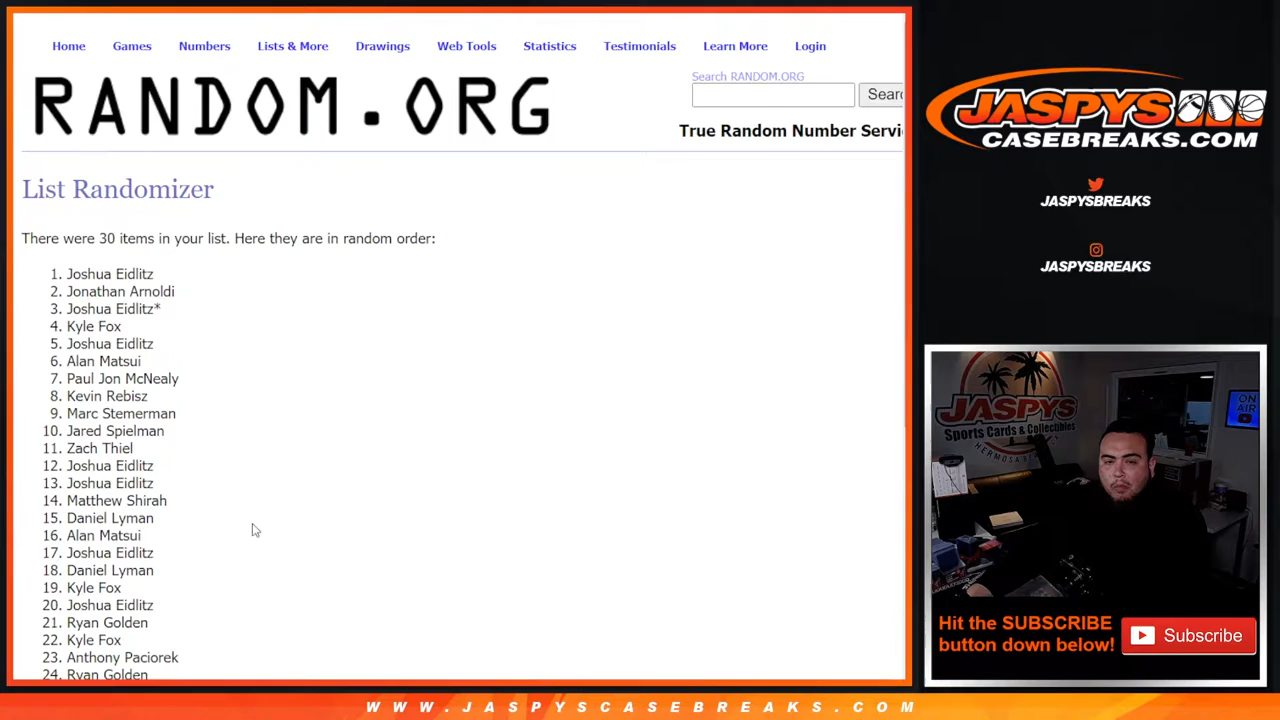 Home Games Numbers Lists & More Drawings Web Tools Statistics Testimonials Learn More Login
RANDOM.ORG
Search RANDOM.ORG
Searc
True Random Number Servi
List Randomizer
There were 30 items in your list. Here they are in random order:
1. Joshua Eidlitz
2. Jonathan Arnoldi
3. Joshua Eidlitz*
4. Kyle Fox
5. Joshua Eidlitz
6. Alan Matsui
7. Paul Jon McNealy
8. Kevin Rebisz
9. Marc Stemerman
10. Jared Spielman
11. Zach Thiel
12. Joshua Eidlitz
13. Joshua Eidlitz
14. Matthew Shirah
15. Daniel Lyman
16. Alan Matsui
17. Joshua Eidlitz
18. Daniel Lyman
19. Kyle Fox
20. Joshua Eidlitz
21. Ryan Golden
22. Kyle Fox
23. Anthony Paciorek
24. Ryan Golden
JASPYS
CASEBREAKS.COM
JASPYSBREAKS
JASPYSBREAKS
JASPYS
Sports Cards & Collectibles
HERMOSA
ON
AIR
Hit the SUBSCRIBE
button down below!
Subscribe
WWW.JASPYSCASEBREAKS.COM